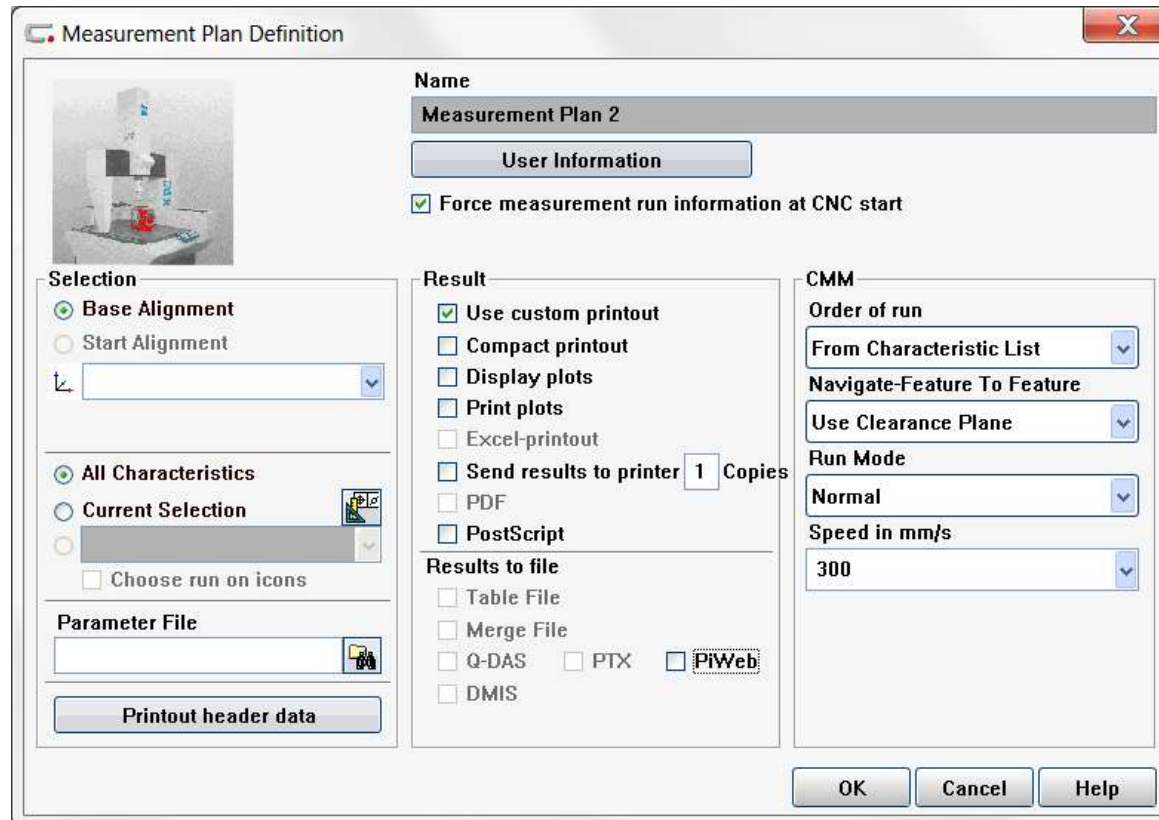 Measurement Plan Definition
Name
Measurement Plan 2
User Information
Force measurement run information at CNC start
Selection
Base Alignment
Start Alignment
All Characteristics
Current Selection
Choose run on icons
Parameter File
Printout header data
Result
Use custom printout
Compact printout
Display plots
Print plots
Excel-printout
Send results to printer 1 Copies
PDF
PostScript
Results to file
Table File
Merge File
Q-DAS PTX PiWeb
DMIS
CMM
Order of run
From Characteristic List
Navigate-Feature To Feature
Use Clearance Plane
Run Mode
Normal
Speed in mm/s
300
OK Cancel Help